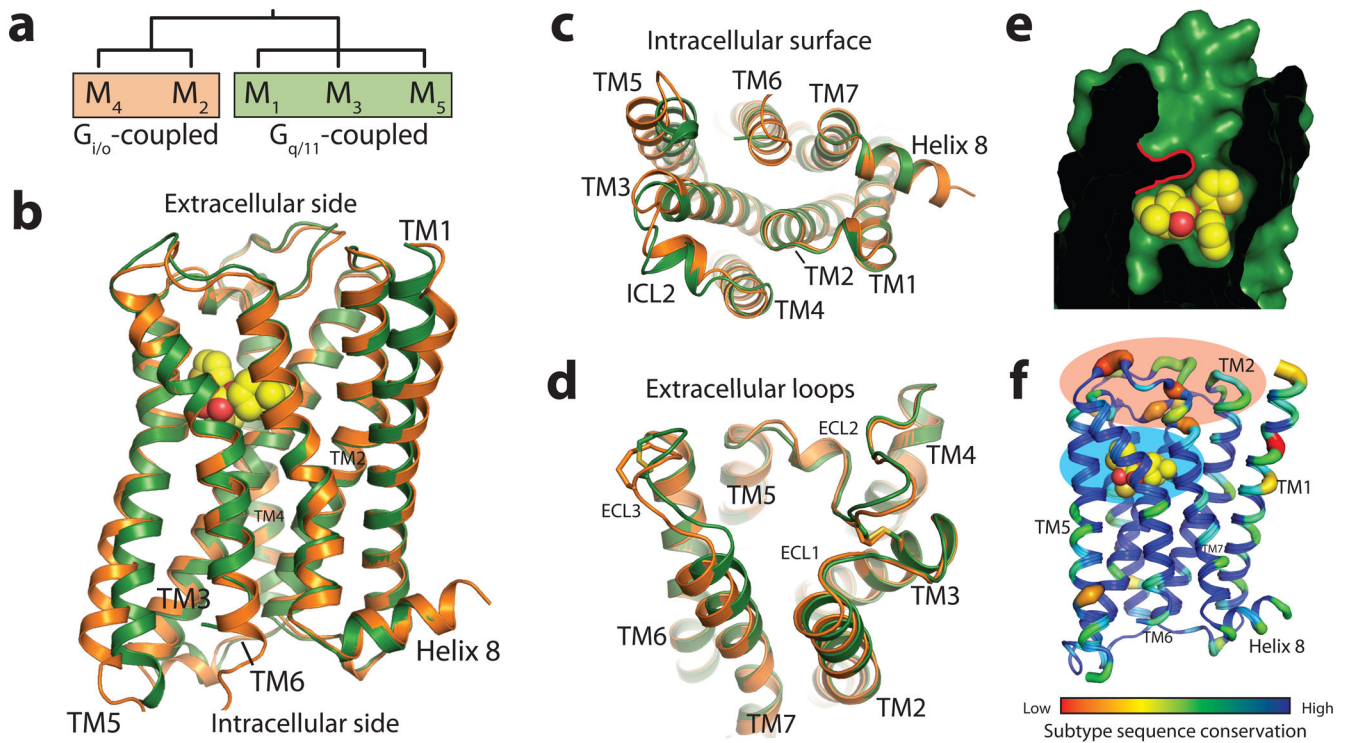 a
M4 M2 M1 M3 M5
Gi/o-coupled Gq/11-coupled
b
Extracellular side
TM1
TM2
TM4
TM3
Helix 8
TM6
TM5
Intracellular side
c
Intracellular surface
TM5
TM6
TM7
Helix 8
TM3
TM2
TM1
ICL2
TM4
d
Extracellular loops
ECL2
TM4
TM5
ECL3
ECL1
TM3
TM6
TM2
TM7
e
f
TM2
TM1
TM5
TM7
TM6
Helix 8
Low High
Subtype sequence conservation